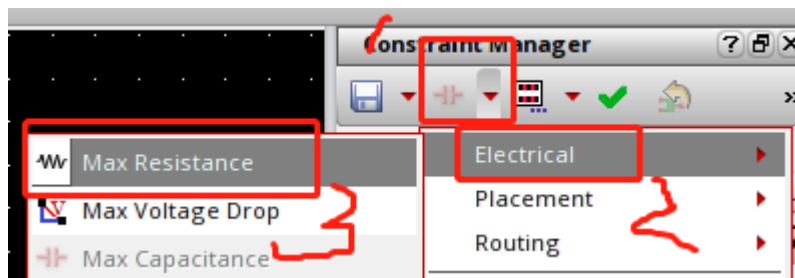 Constraint Manager
Max Resistance
Electrical
Max Voltage Drop
Placement
Max Capacitance
Routing